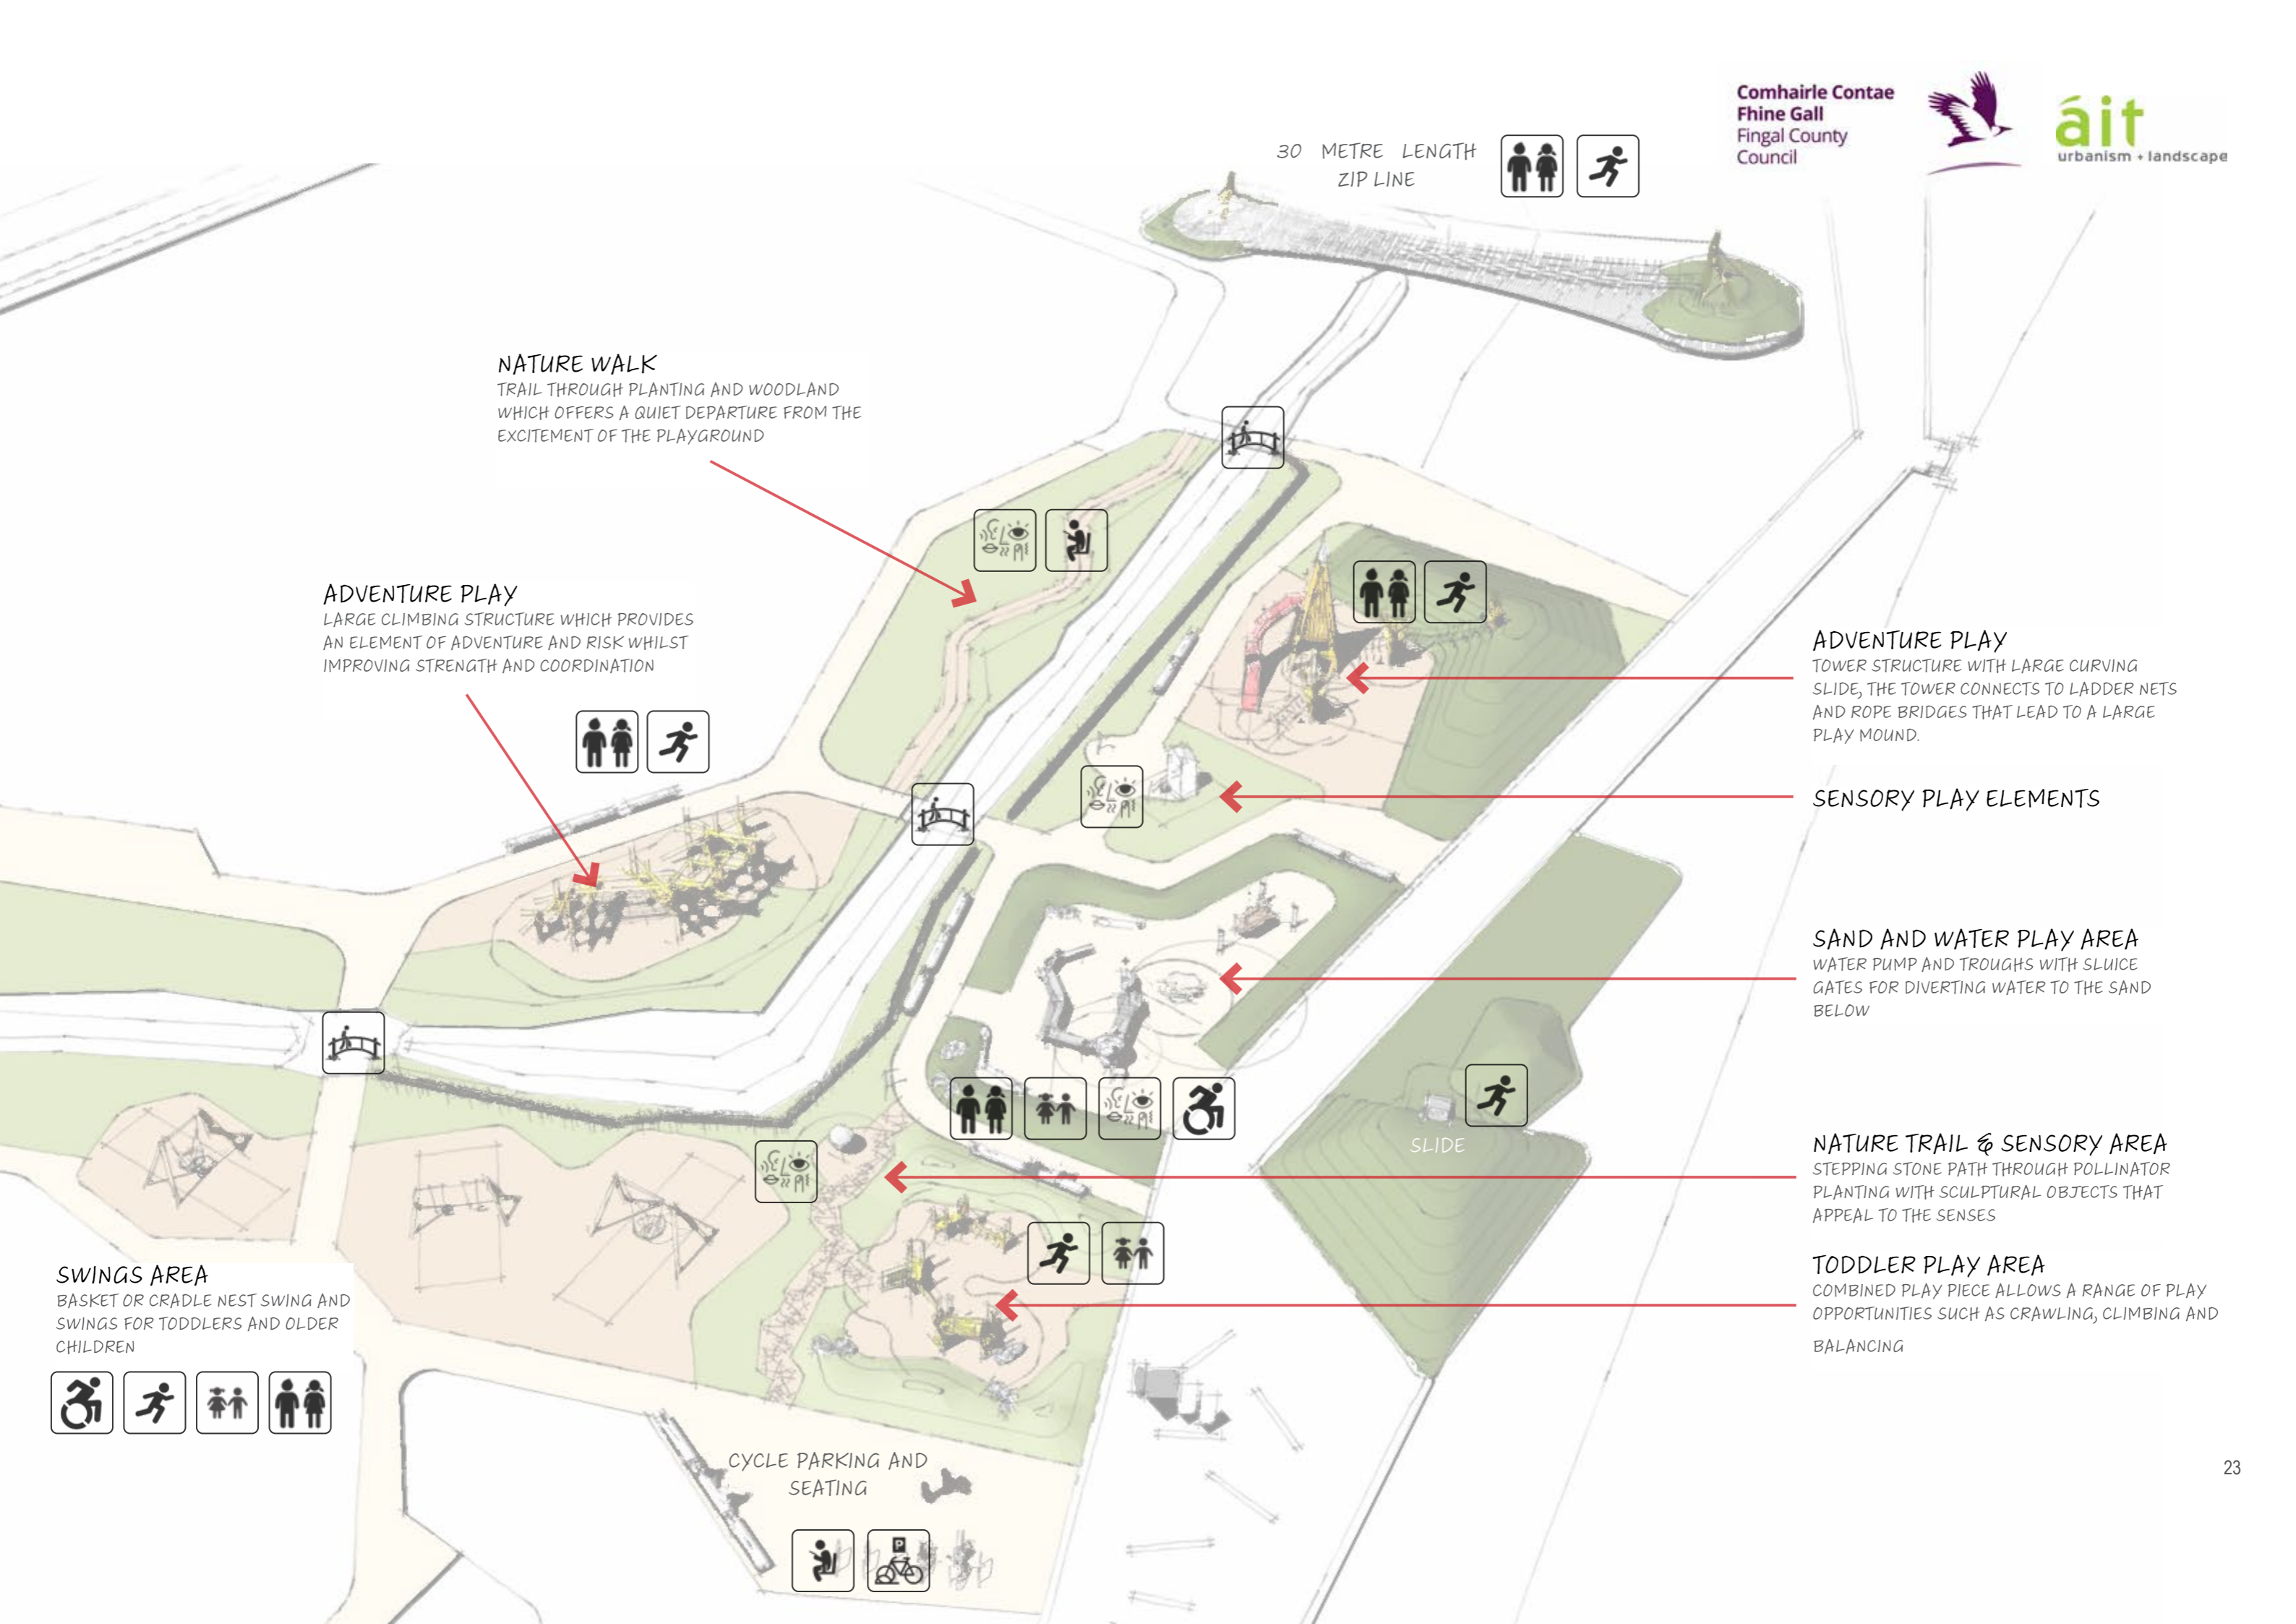 Comhairle Contae
Fhine Gall
Fingal County
Council
áit
urbanism + landscape
30 METRE LENGTH
ZIP LINE
NATURE WALK
TRAIL THROUGH PLANTING AND WOODLAND
WHICH OFFERS A QUIET DEPARTURE FROM THE
EXCITEMENT OF THE PLAYGROUND
ADVENTURE PLAY
LARGE CLIMBING STRUCTURE WHICH PROVIDES
AN ELEMENT OF ADVENTURE AND RISK WHILST
IMPROVING STRENGTH AND COORDINATION
ADVENTURE PLAY
TOWER STRUCTURE WITH LARGE CURVING
SLIDE, THE TOWER CONNECTS TO LADDER NETS
AND ROPE BRIDGES THAT LEAD TO A LARGE
PLAY MOUND.
SENSORY PLAY ELEMENTS
SAND AND WATER PLAY AREA
WATER PUMP AND TROUGHS WITH SLUICE
GATES FOR DIVERTING WATER TO THE SAND
BELOW
SLIDE
NATURE TRAIL & SENSORY AREA
STEPPING STONE PATH THROUGH POLLINATOR
PLANTING WITH SCULPTURAL OBJECTS THAT
APPEAL TO THE SENSES
TODDLER PLAY AREA
COMBINED PLAY PIECE ALLOWS A RANGE OF PLAY
OPPORTUNITIES SUCH AS CRAWLING, CLIMBING AND
BALANCING
SWINGS AREA
BASKET OR CRADLE NEST SWING AND
SWINGS FOR TODDLERS AND OLDER
CHILDREN
CYCLE PARKING AND
SEATING
P
23